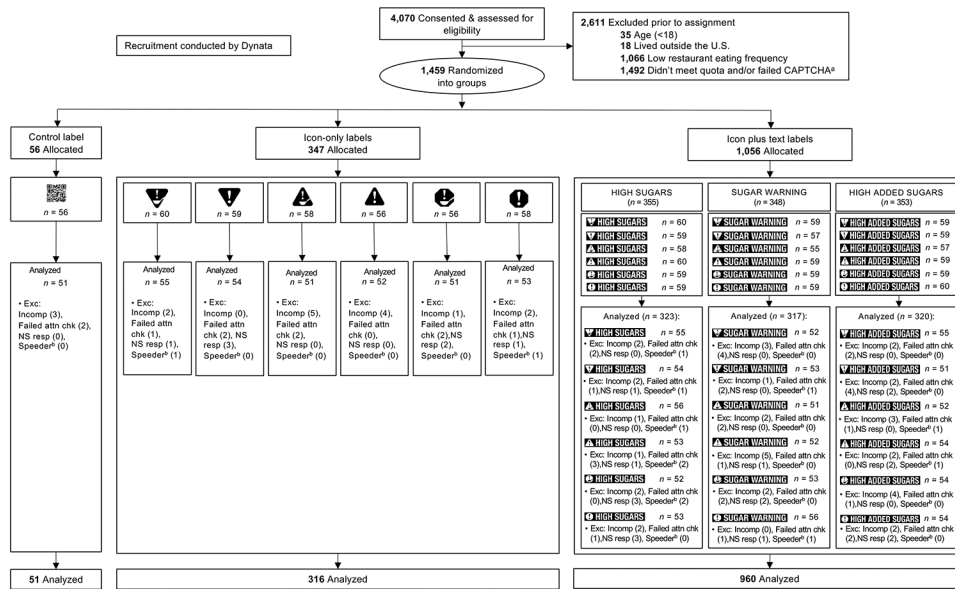 4,070 Consented & assessed for
eligibility
2,611 Excluded prior to assignment
35 Age (<18)
18 Lived outside the U.S.
1,066 Low restaurant eating frequency
1,492 Didn't meet quota and/or failed CAPTCHAᵃ
Recruitment conducted by Dynata
1,459 Randomized
into groups
Control label
56 Allocated
Icon-only labels
347 Allocated
Icon plus text labels
1,056 Allocated
n = 56
n = 60
n = 59
n = 58
n = 56
n = 56
n = 58
HIGH SUGARS
(n = 355)
SUGAR WARNING
(n = 348)
HIGH ADDED SUGARS
(n = 353)
HIGH SUGARS n = 60
HIGH SUGARS n = 59
HIGH SUGARS n = 58
HIGH SUGARS n = 60
HIGH SUGARS n = 59
HIGH SUGARS n = 59
SUGAR WARNING n = 59
SUGAR WARNING n = 57
SUGAR WARNING n = 55
SUGAR WARNING n = 59
SUGAR WARNING n = 59
SUGAR WARNING n = 59
HIGH ADDED SUGARS n = 59
HIGH ADDED SUGARS n = 59
HIGH ADDED SUGARS n = 57
HIGH ADDED SUGARS n = 59
HIGH ADDED SUGARS n = 59
HIGH ADDED SUGARS n = 60
Analyzed
n = 51
• Exc:
Incomp (3),
Failed attn chk (2),
NS resp (0),
Speederᵇ (0)
Analyzed
n = 55
• Exc:
Incomp (2),
Failed attn
chk (1),
NS resp (1),
Speederᵇ (1)
Analyzed
n = 54
• Exc:
Incomp (0),
Failed attn
chk (2), NS
resp (3),
Speederᵇ (0)
Analyzed
n = 51
• Exc:
Incomp (5),
Failed attn
chk (2),
NS resp (0),
Speederᵇ (0)
Analyzed
n = 52
• Exc:
Incomp (4),
Failed attn
chk (0),
NS resp (0),
Speederᵇ (0)
Analyzed
n = 51
• Exc:
Incomp (1),
Failed attn
chk (2),
NS resp (2),
Speederᵇ (0)
Analyzed
n = 53
• Exc:
Incomp (2),
Failed attn
chk (1),NS
resp (1),
Speederᵇ (1)
Analyzed (n = 323)
HIGH SUGARS n = 55
• Exc: Incomp (2), Failed attn chk
(2),NS resp (0), Speederᵇ (1)
HIGH SUGARS n = 54
• Exc: Incomp (2), Failed attn chk
(1),NS resp (1), Speederᵇ (1)
HIGH SUGARS n = 56
• Exc: Incomp (1), Failed attn chk
(0),NS resp (0), Speederᵇ (1)
HIGH SUGARS n = 53
• Exc: Incomp (1), Failed attn chk
(3),NS resp (1), Speederᵇ (2)
HIGH SUGARS n = 52
• Exc: Incomp (2), Failed attn chk
(0),NS resp (3), Speederᵇ (2)
HIGH SUGARS n = 53
• Exc: Incomp (2), Failed attn chk
(1),NS resp (3), Speederᵇ (0)
Analyzed (n = 317)
SUGAR WARNING n = 52
• Exc: Incomp (3), Failed attn chk
(4),NS resp (0), Speederᵇ (0)
SUGAR WARNING n = 53
• Exc: Incomp (1), Failed attn chk
(2),NS resp (0), Speederᵇ (1)
SUGAR WARNING n = 51
• Exc: Incomp (2), Failed attn chk
(2),NS resp (0), Speederᵇ (0)
SUGAR WARNING n = 52
• Exc: Incomp (5), Failed attn chk
(1),NS resp (1), Speederᵇ (0)
SUGAR WARNING n = 53
• Exc: Incomp (2), Failed attn chk
(2),NS resp (2), Speederᵇ (0)
SUGAR WARNING n = 56
• Exc: Incomp (0), Failed attn chk
(1),NS resp (1), Speederᵇ (1)
Analyzed (n = 320)
HIGH ADDED SUGARS n = 55
• Exc: Incomp (2), Failed attn chk
(2),NS resp (0), Speederᵇ (0)
HIGH ADDED SUGARS n = 51
• Exc: Incomp (2), Failed attn chk
(4),NS resp (2), Speederᵇ (0)
HIGH ADDED SUGARS n = 52
• Exc: Incomp (3), Failed attn chk
(1),NS resp (0), Speederᵇ (1)
HIGH ADDED SUGARS n = 54
• Exc: Incomp (2), Failed attn chk
(0),NS resp (2), Speederᵇ (1)
HIGH ADDED SUGARS n = 54
• Exc: Incomp (4), Failed attn chk
(1),NS resp (0), Speederᵇ (0)
HIGH ADDED SUGARS n = 54
• Exc: Incomp (2), Failed attn chk
(2),NS resp (2), Speederᵇ (0)
51 Analyzed
316 Analyzed
960 Analyzed